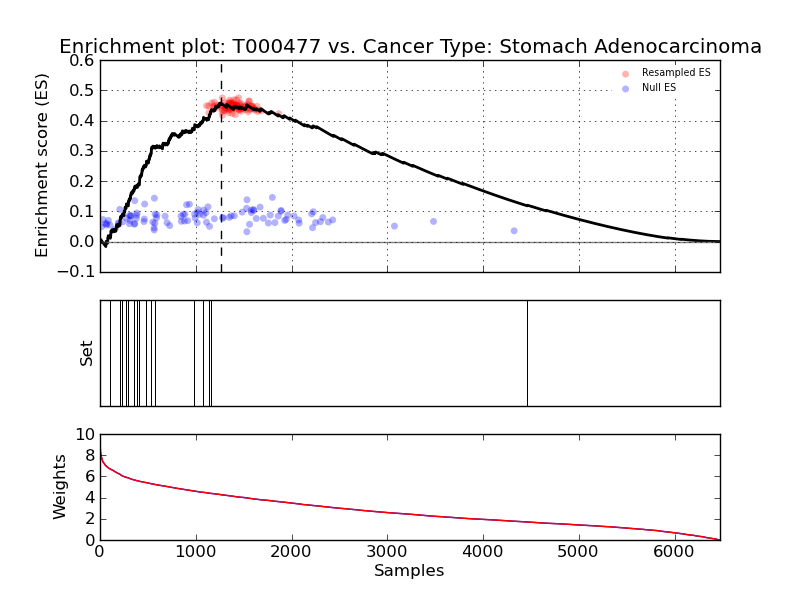 Enrichment plot: T000477 vs. Cancer Type: Stomach Adenocarcinoma
0.6
0.5
0.4
0.3
0.2
0.1
0.0
−0.1
Enrichment score (ES)
Resampled ES
Null ES
Set
10
8
6
4
2
0
Weights
0 1000 2000 3000 4000 5000 6000
Samples